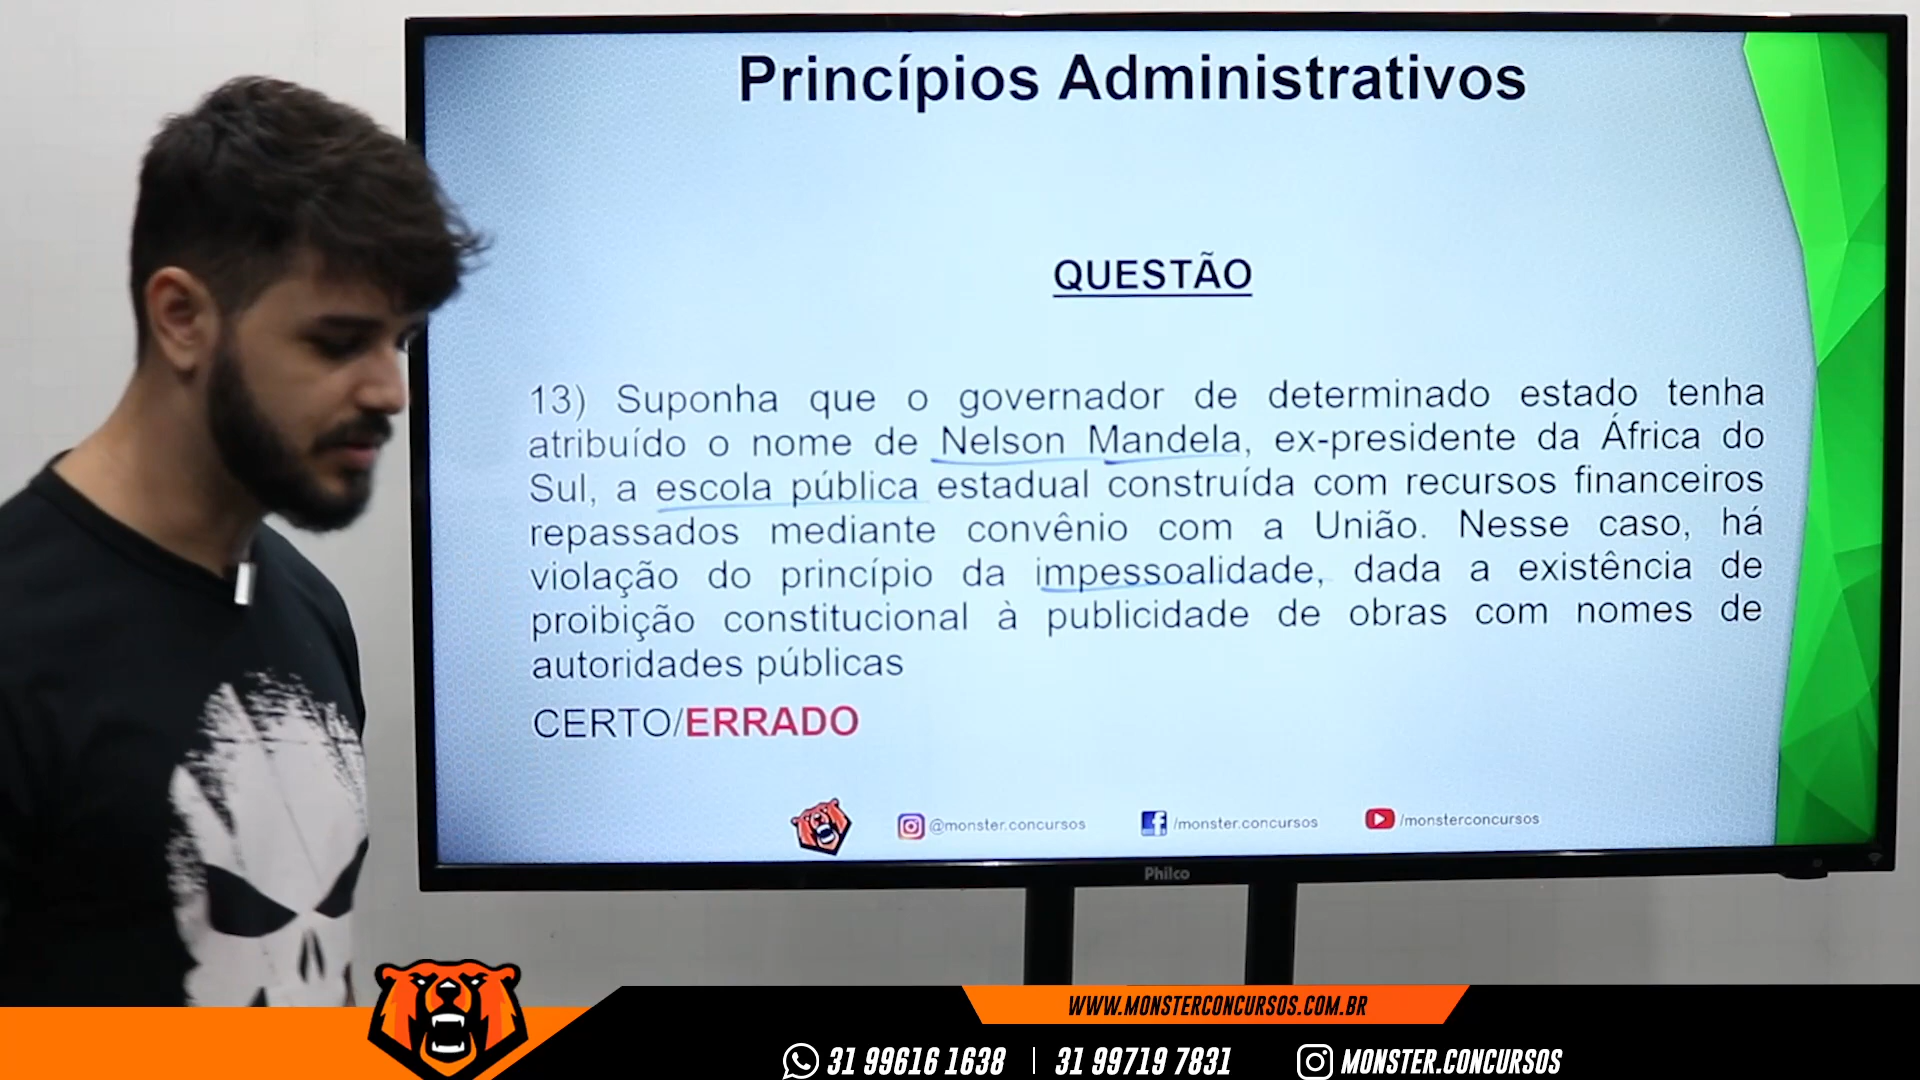 Princípios Administrativos
QUESTÃO
13) Suponha que o governador de determinado estado tenha
atribuído o nome de Nelson Mandela, ex-presidente da África do
Sul, a escola pública estadual construída com recursos financeiros
repassados mediante convênio com a União. Nesse caso, há
violação do princípio da impessoalidade, dada a existência de
proibição constitucional à publicidade de obras com nomes de
autoridades públicas
CERTO/ERRADO
@monster.concursos
/monster.concursos
/monsterconcursos
Philco
WWW.MONSTERCONCURSOS.COM.BR
31 99616 1638 | 31 99719 7831
MONSTER.CONCURSOS